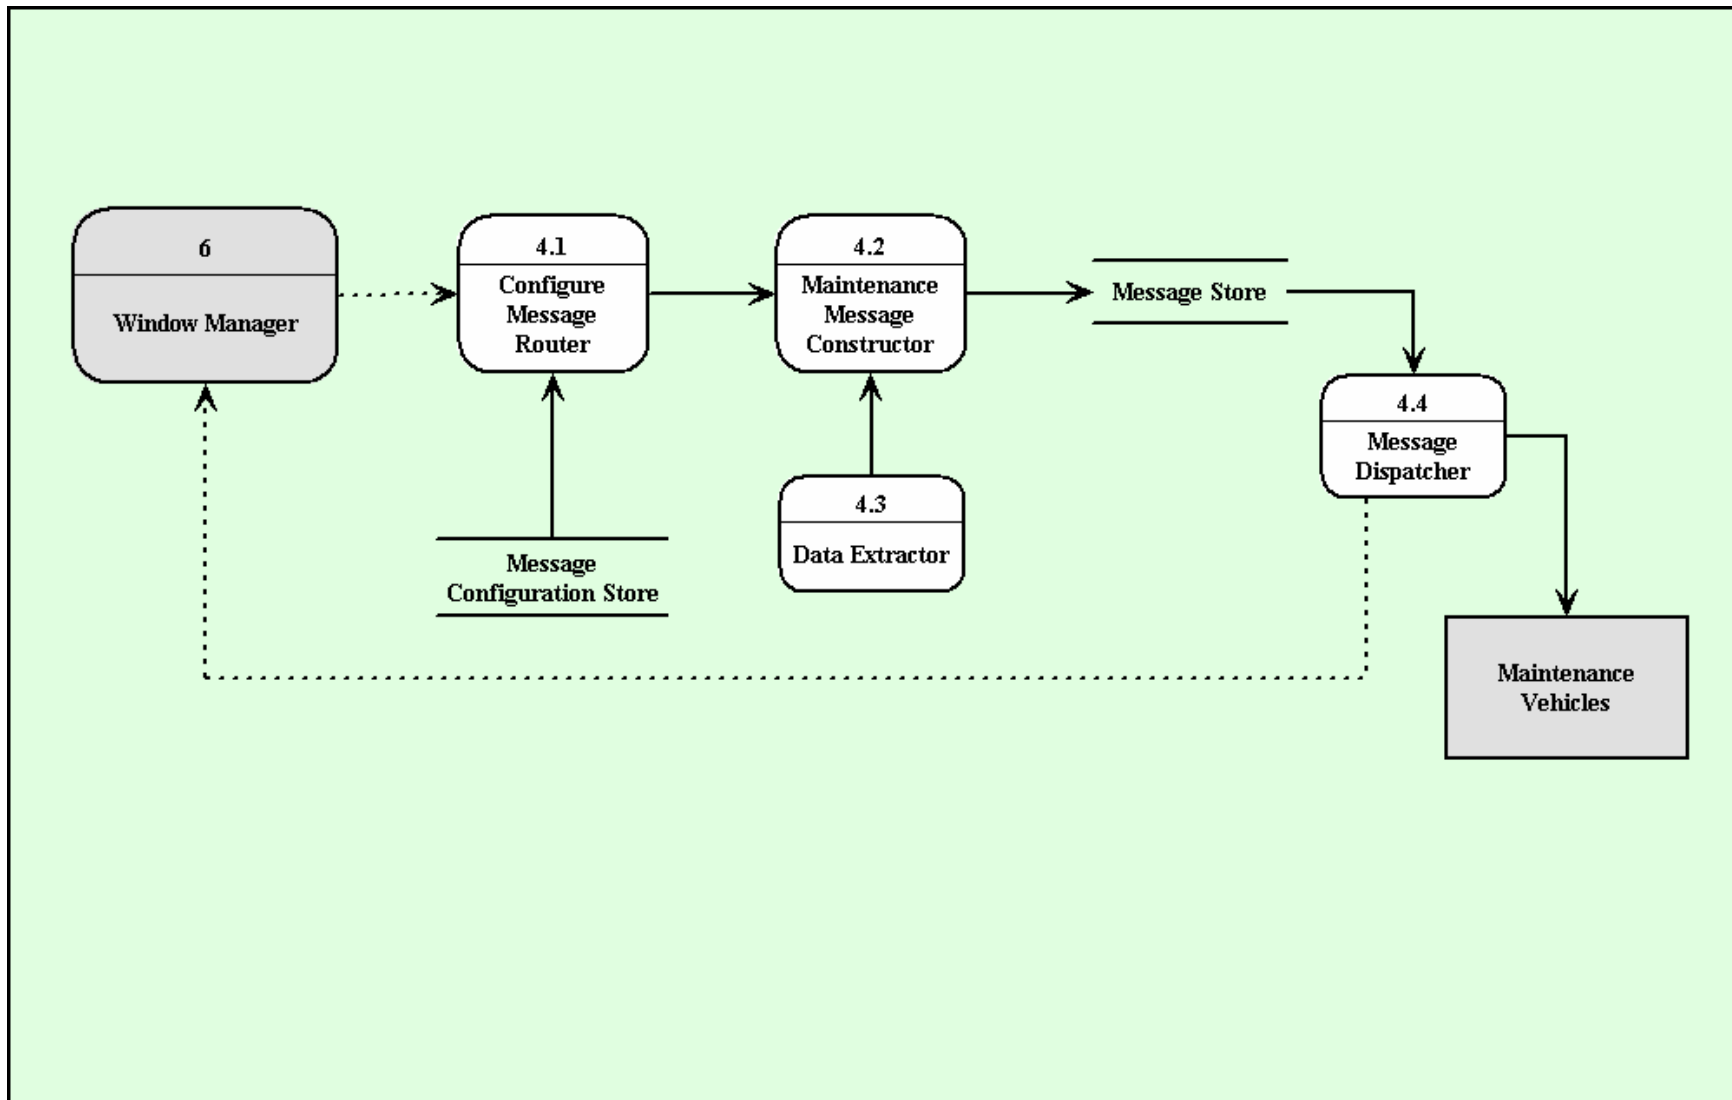 6
Window Manager
4.1
Configure
Message
Router
4.2
Maintenance
Message
Constructor
Message Store
4.4
Message
Dispatcher
4.3
Data Extractor
Message
Configuration Store
Maintenance
Vehicles